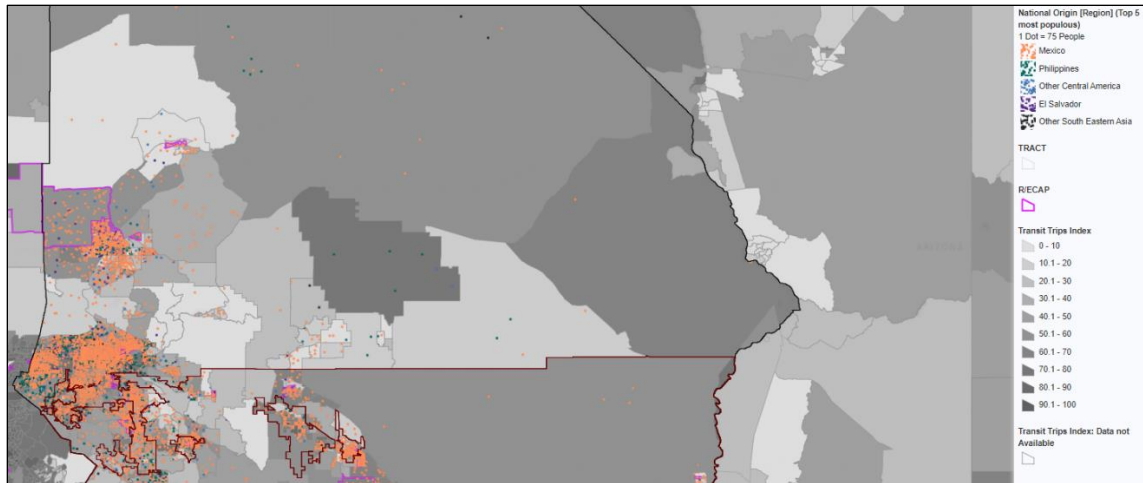 National Origin [Region] (Top 5
most populous)
1 Dot = 75 People
Mexico
Philippines
Other Central America
El Salvador
Other South Eastern Asia
TRACT
R/ECAP
Transit Trips Index
0 - 10
10.1 - 20
20.1 - 30
30.1 - 40
40.1 - 50
50.1 - 60
60.1 - 70
70.1 - 80
80.1 - 90
90.1 - 100
Transit Trips Index: Data not
Available
ARIZONA